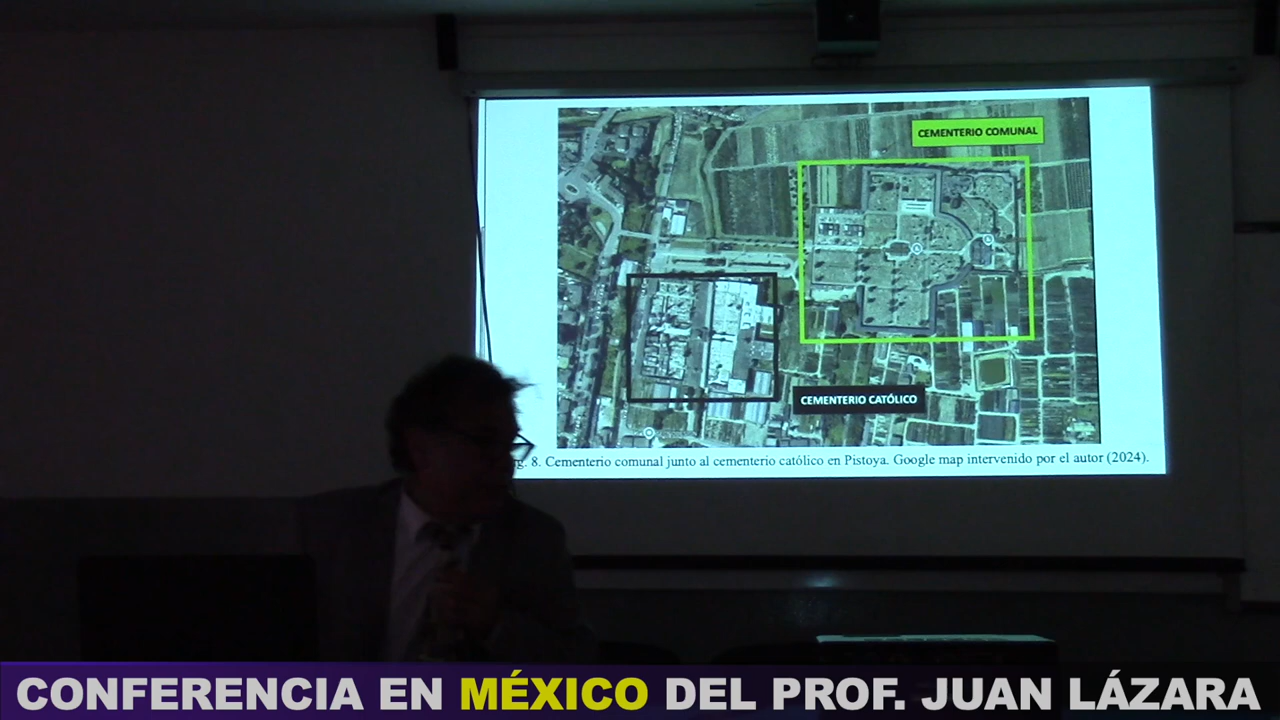 CEMENTERIO COMUNAL
CEMENTERIO CATÓLICO
g. 8. Cementerio comunal junto al cementerio católico en Pistoya. Google map intervenido por el autor (2024).
CONFERENCIA EN MÉXICO DEL PROF. JUAN LÁZARA